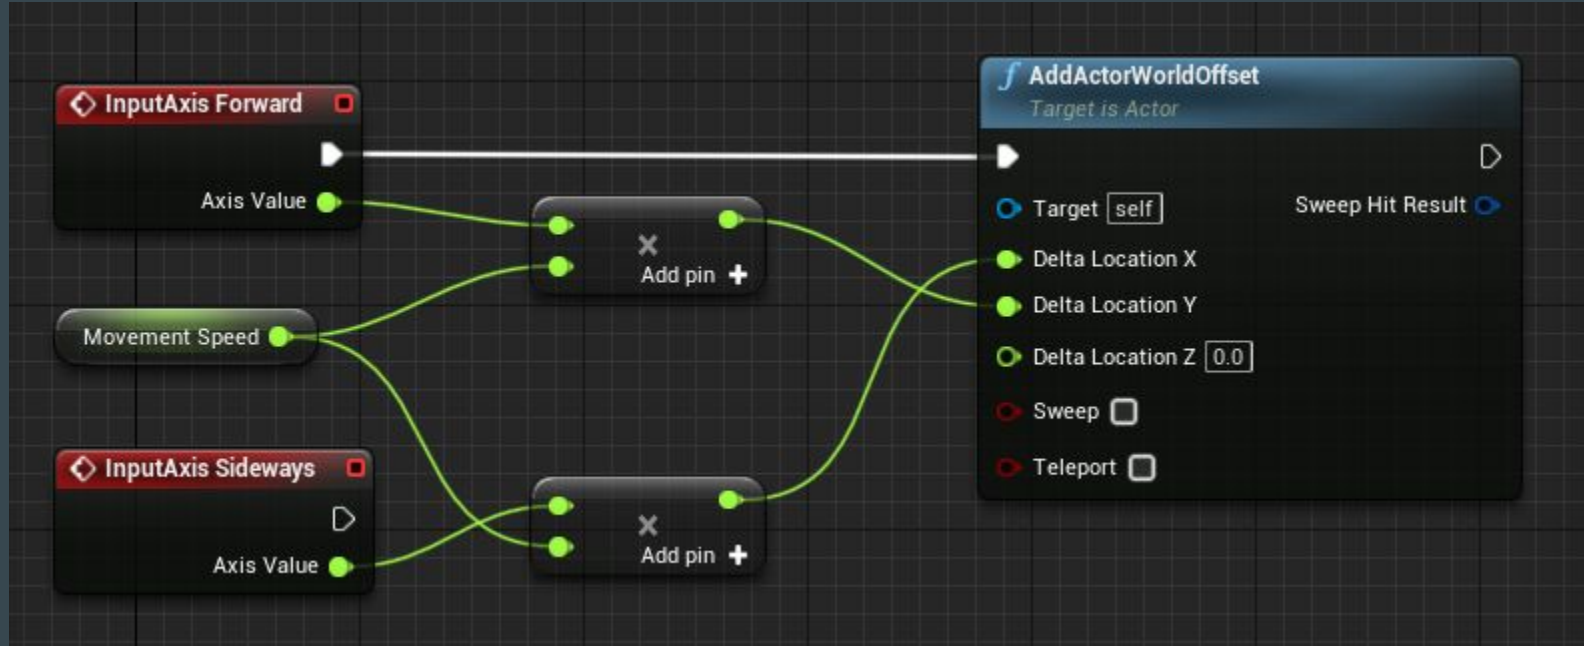 InputAxis Forward
Axis Value
Movement Speed
InputAxis Sideways
Axis Value
Add pin
Add pin
f AddActorWorldOffset
Target is Actor
Target self
Sweep Hit Result
Delta Location X
Delta Location Y
Delta Location Z 0.0
Sweep
Teleport